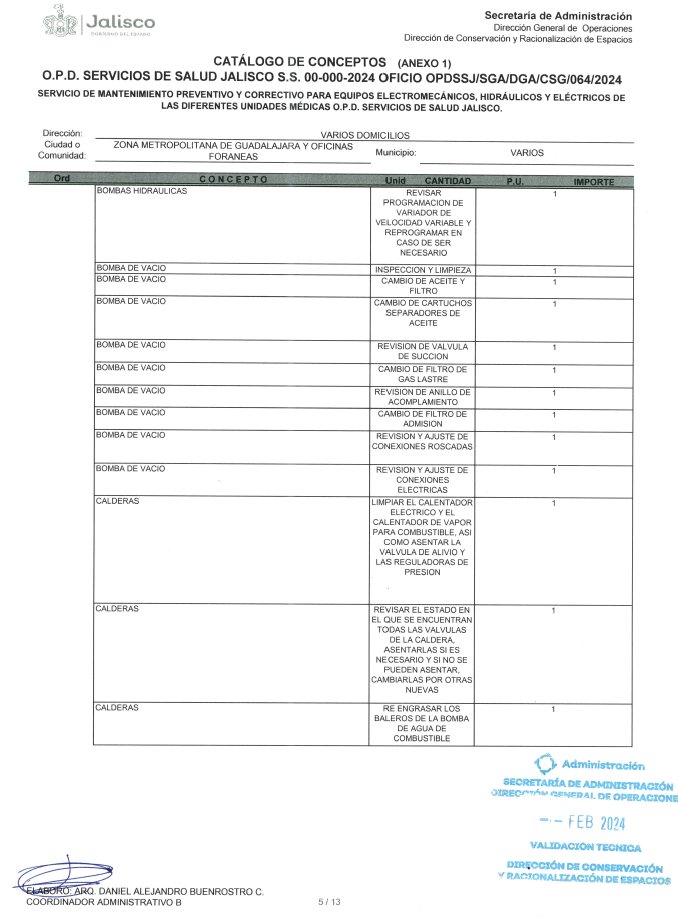 Jalisco
GOBIERNO DEL ESTADO
Secretaría de Administración
Dirección General de Operaciones
Dirección de Conservación y Racionalización de Espacios
CATÁLOGO DE CONCEPTOS (ANEXO 1)
O.P.D. SERVICIOS DE SALUD JALISCO S.S. 00-000-2024 OFICIO OPDSSJ/SGA/DGA/CSG/064/2024
SERVICIO DE MANTENIMIENTO PREVENTIVO Y CORRECTIVO PARA EQUIPOS ELECTROMECÁNICOS, HIDRÁULICOS Y ELÉCTRICOS DE
LAS DIFERENTES UNIDADES MÉDICAS O.P.D. SERVICIOS DE SALUD JALISCO.
Dirección: VARIOS DOMICILIOS
Ciudad o Comunidad: ZONA METROPOLITANA DE GUADALAJARA Y OFICINAS
FORANEAS Municipio: VARIOS
Ord CONCEPTO Unid CANTIDAD P.U. IMPORTE
BOMBAS HIDRAULICAS REVISAR 1
PROGRAMACION DE
VARIADOR DE
VELOCIDAD VARIABLE Y
REPROGRAMAR EN
CASO DE SER
NECESARIO
BOMBA DE VACIO INSPECCION Y LIMPIEZA 1
BOMBA DE VACIO CAMBIO DE ACEITE Y 1
FILTRO
BOMBA DE VACIO CAMBIO DE CARTUCHOS 1
SEPARADORES DE
ACEITE
BOMBA DE VACIO REVISION DE VALVULA 1
DE SUCCION
BOMBA DE VACIO CAMBIO DE FILTRO DE 1
GAS LASTRE
BOMBA DE VACIO REVISION DE ANILLO DE 1
ACOMPLAMIENTO
BOMBA DE VACIO CAMBIO DE FILTRO DE 1
ADMISION
BOMBA DE VACIO REVISION Y AJUSTE DE 1
CONEXIONES ROSCADAS
BOMBA DE VACIO REVISION Y AJUSTE DE 1
CONEXIONES
ELECTRICAS
CALDERAS LIMPIAR EL CALENTADOR 1
ELECTRICO Y EL
CALENTADOR DE VAPOR
PARA COMBUSTIBLE, ASI
COMO ASENTAR LA
VALVULA DE ALIVIO Y
LAS REGULADORAS DE
PRESION
CALDERAS REVISAR EL ESTADO EN 1
EL QUE SE ENCUENTRAN
TODAS LAS VALVULAS
DE LA CALDERA,
ASENTARLAS SI ES
NECESARIO Y SI NO SE
PUEDEN ASENTAR,
CAMBIARLAS POR OTRAS
NUEVAS
CALDERAS RE ENGRASAR LOS 1
BALEROS DE LA BOMBA
DE AGUA DE
COMBUSTIBLE
Administración
SECRETARÍA DE ADMINISTRACIÓN
DIRECCIÓN GENERAL DE OPERACIONE
-- FEB 2024
VALIDACIÓN TECNICA
DIRECCIÓN DE CONSERVACIÓN
Y RACIONALIZACIÓN DE ESPACIOS
ELABORO: ARQ. DANIEL ALEJANDRO BUENROSTRO C.
COORDINADOR ADMINISTRATIVO B
5 / 13